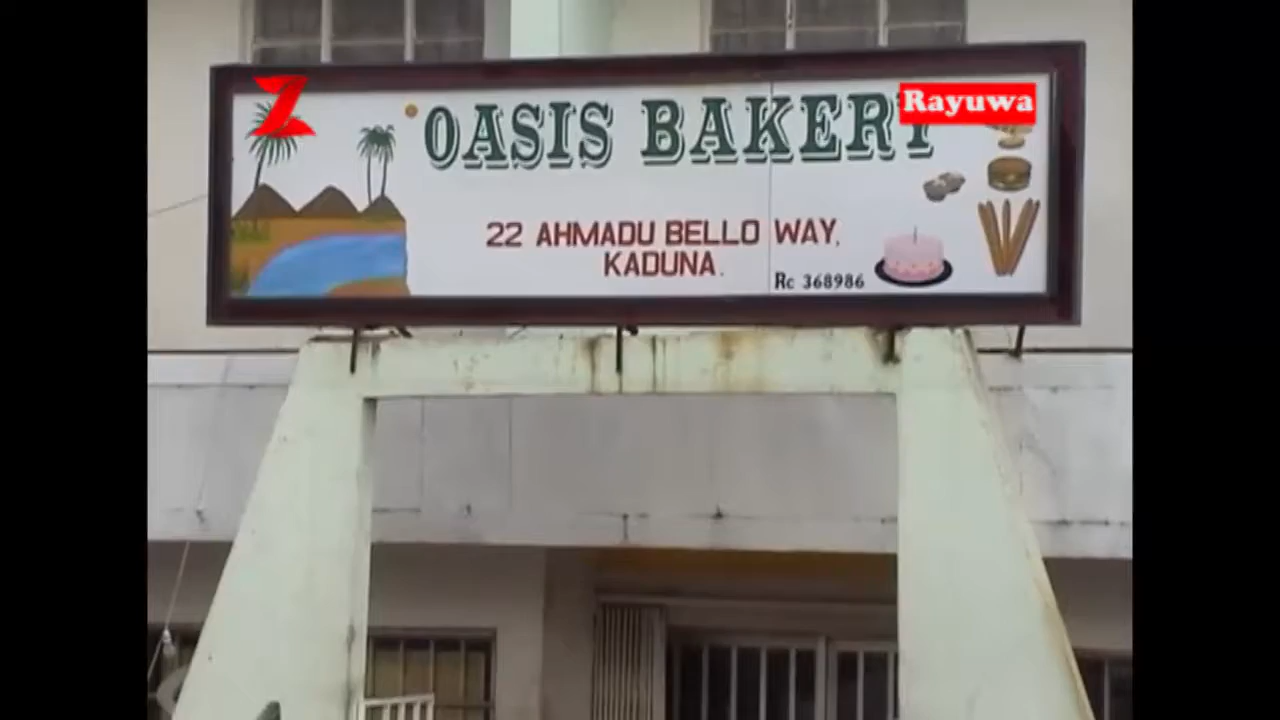 Z
Rayuwa
OASIS BAKERY
22 AHMADU BELLO WAY,
KADUNA.
Rc 368986